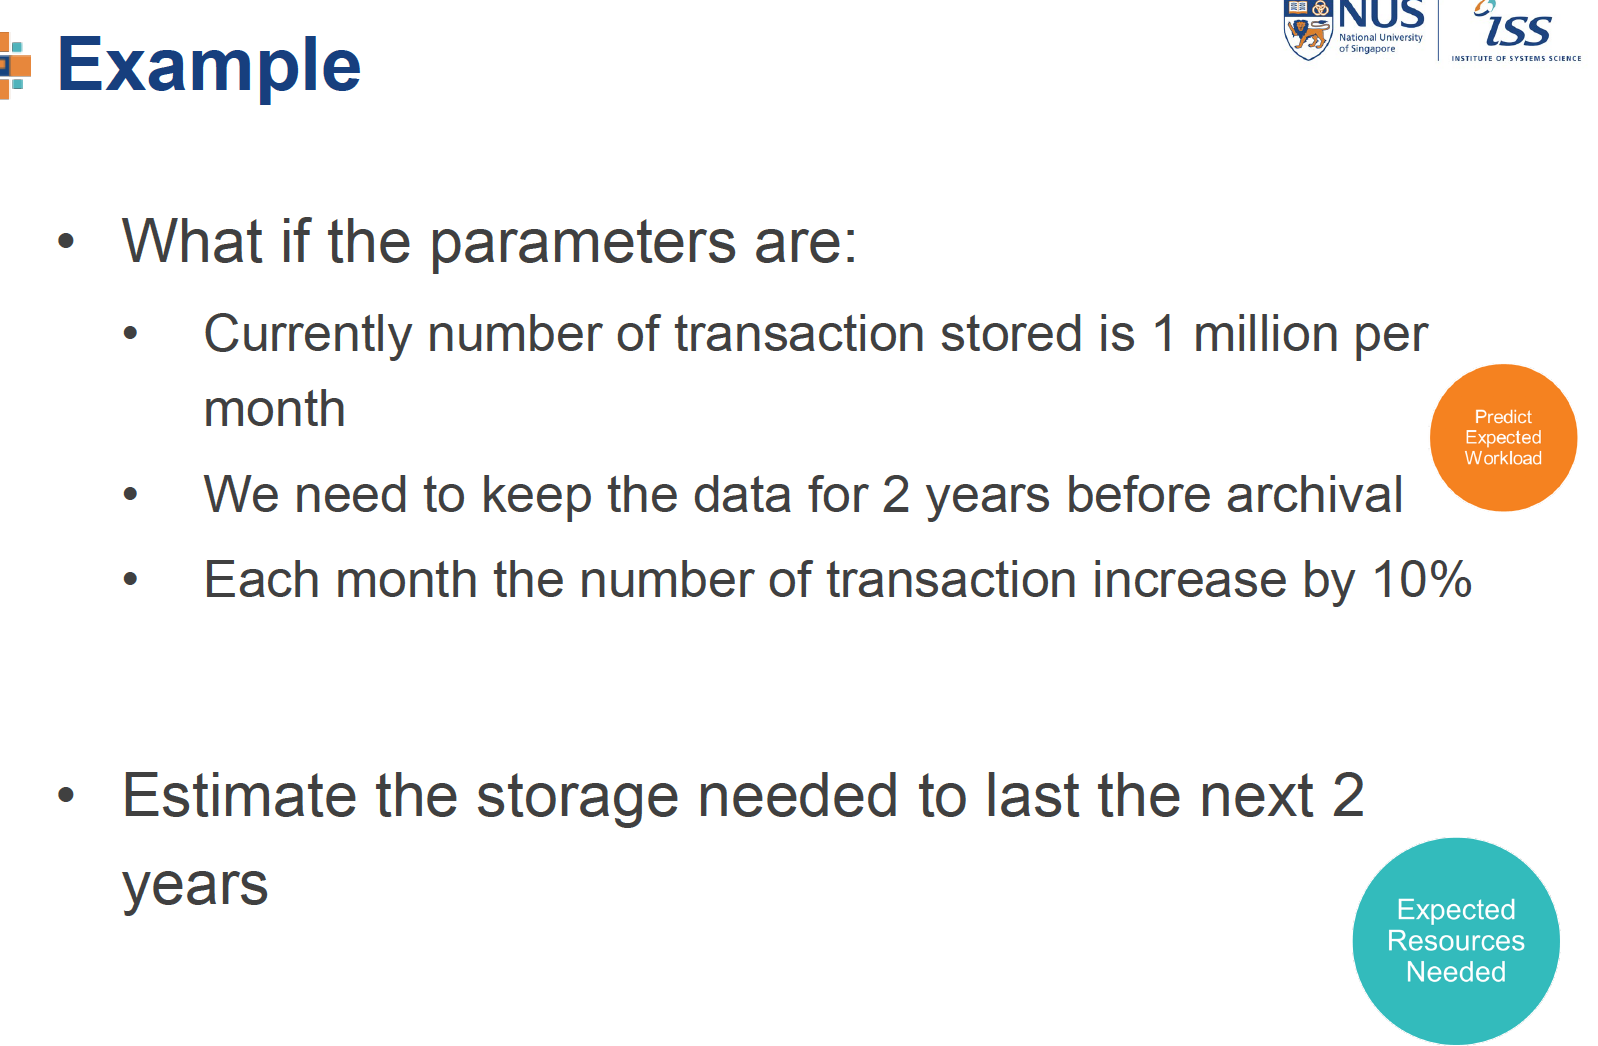 Example
NUS
National University
of Singapore
iss
INSTITUTE OF SYSTEMS SCIENCE
• What if the parameters are:
• Currently number of transaction stored is 1 million per
month
• We need to keep the data for 2 years before archival
• Each month the number of transaction increase by 10%
Predict
Expected
Workload
• Estimate the storage needed to last the next 2
years
Expected
Resources
Needed